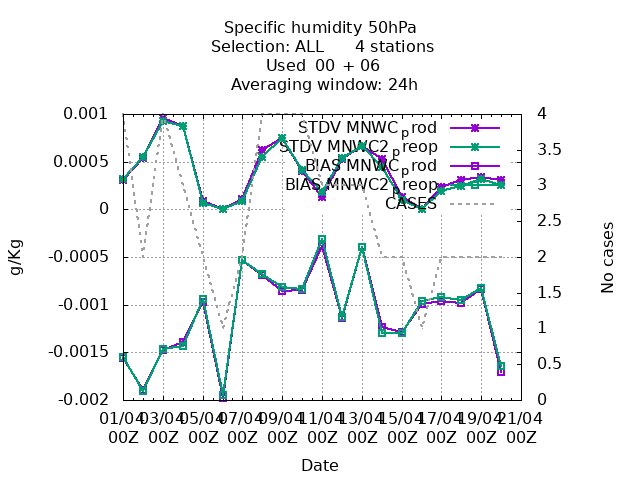 Specific humidity 50hPa
Selection: ALL 4 stations
Used 00 + 06
Averaging window: 24h
0.001
0.0005
0
-0.0005
-0.001
-0.0015
-0.002
g/Kg
STDV MNWC_prod
STDV MNWC2_preop
BIAS MNWC_prod
BIAS MNWC2_preop
CASES
4
3.5
3
2.5
2
1.5
1
0.5
0
No cases
01/04 03/04 05/04 07/04 09/04 11/04 13/04 15/04 17/04 19/04 21/04
00Z 00Z 00Z 00Z 00Z 00Z 00Z 00Z 00Z 00Z 00Z
Date